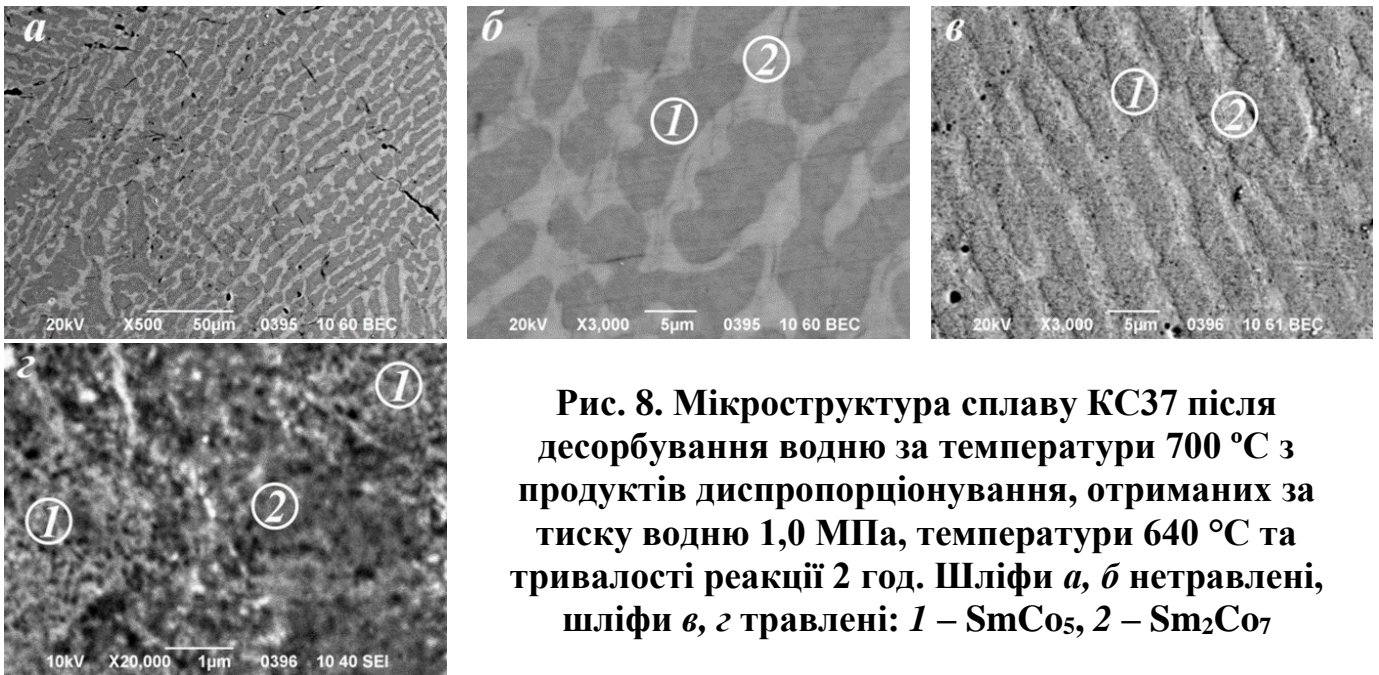 а
20kV X500 50µm 0395 10 60 BEC
б
2
1
20kV X3,000 5µm 0395 10 60 BEC
в
1
2
20kV X3,000 5µm 0396 10 61 BEC
г
1
1
2
10kV X20,000 1µm 0396 10 40 SEI
Рис. 8. Мікроструктура сплаву КС37 після
десорбування водню за температури 700 ºС з
продуктів диспропорціонування, отриманих за
тиску водню 1,0 МПа, температури 640 °С та
тривалості реакції 2 год. Шліфи а, б нетравлені,
шліфи в, г травлені: 1 – SmCo₅, 2 – Sm₂Co₇